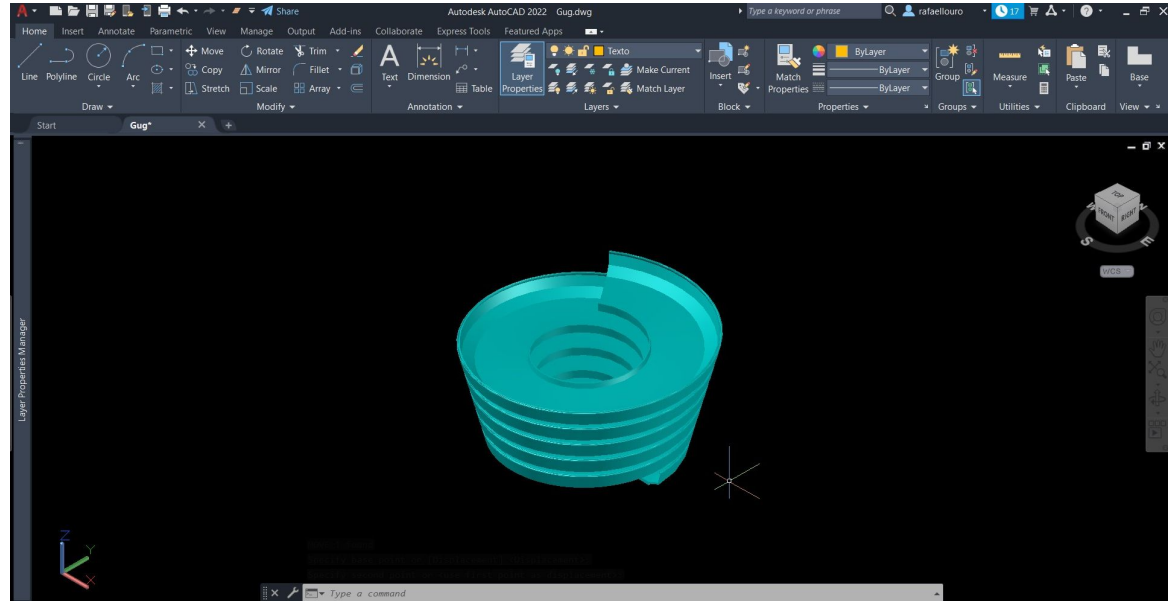 Share
Autodesk AutoCAD 2022 Gug.dwg
Type a keyword or phrase
rafaellouro
17
Home Insert Annotate Parametric View Manage Output Add-ins Collaborate Express Tools Featured Apps
Move Rotate Trim Texto ByLayer
Copy Mirror Fillet Make Current ByLayer
Line Polyline Circle Arc Text Dimension Layer Insert Match Group Measure Paste Base
Stretch Scale Array Table Properties Match Layer Properties ByLayer
Draw Modify Annotation Layers Block Properties Groups Utilities Clipboard View
Start Gug*
TOP
FRONT RIGHT
W N
S E
WCS
Layer Properties Manager
Z
Y
X
Type a command